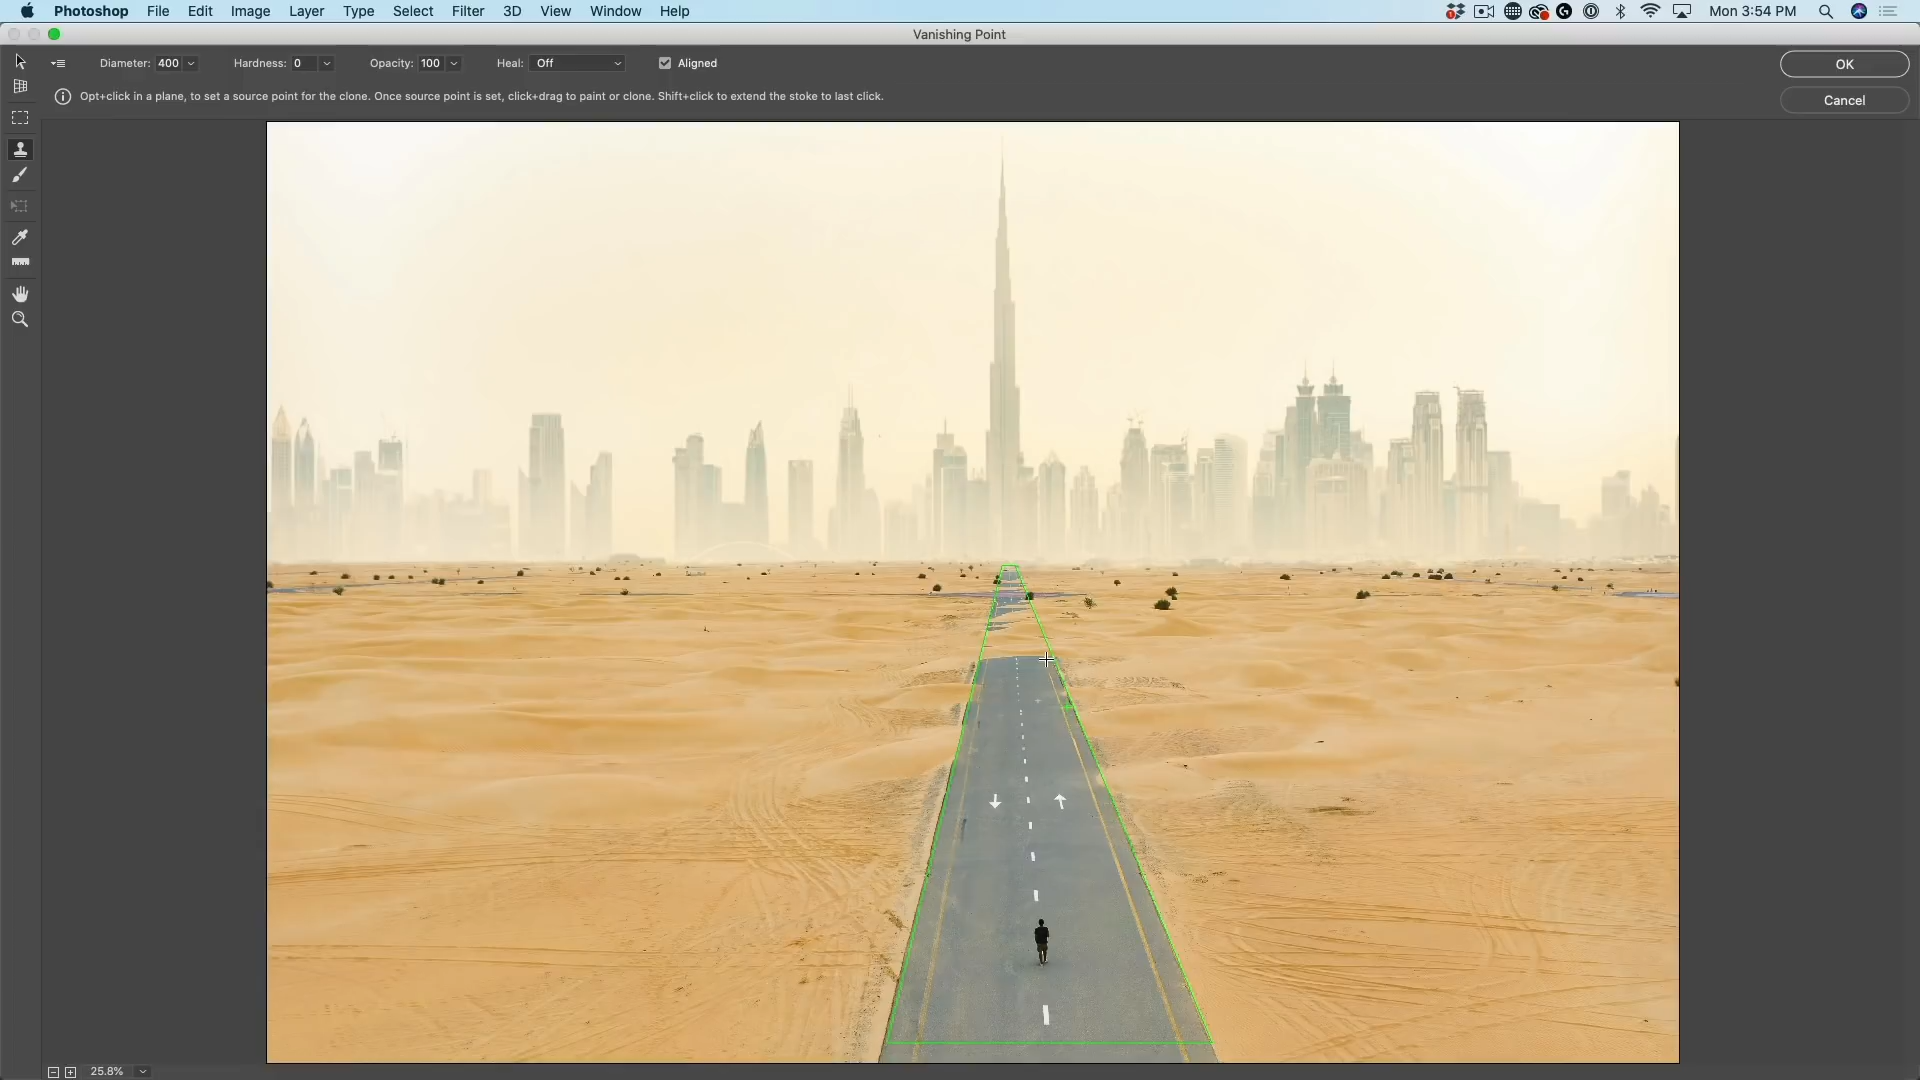 Photoshop File Edit Image Layer Type Select Filter 3D View Window Help Mon 3:54 PM
Vanishing Point
Diameter: 400 Hardness: 0 Opacity: 100 Heal: Off Aligned OK
Opt+click in a plane, to set a source point for the clone. Once source point is set, click+drag to paint or clone. Shift+click to extend the stoke to last click. Cancel
25.8%